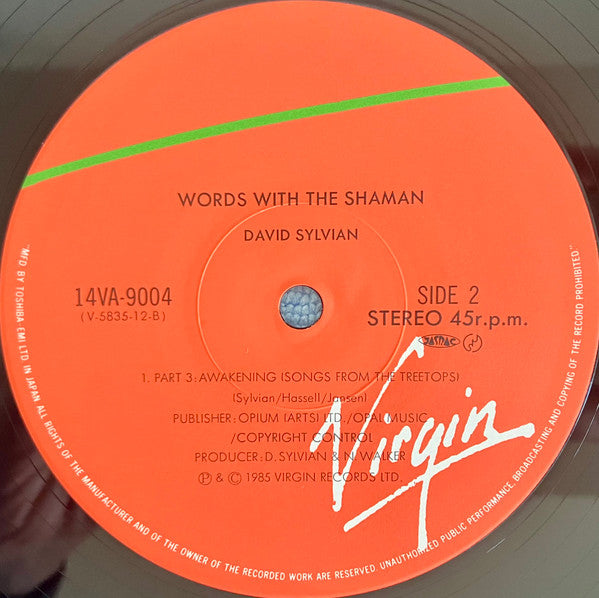 WORDS WITH THE SHAMAN
DAVID SYLVIAN
14VA-9004
(V-5835-12-B)
SIDE 2
STEREO 45r.p.m.
JASRAC
1. PART 3: AWAKENING (SONGS FROM THE TREETOPS)
(Sylvian/Hassell/Jansen)
PUBLISHER: OPIUM (ARTS) LTD./OPAL MUSIC
/COPYRIGHT CONTROL
PRODUCER: D. SYLVIAN & N. WALKER
Ⓟ & © 1985 VIRGIN RECORDS LTD.
Virgin
"MF'D BY TOSHIBA EMI LTD. IN JAPAN ALL RIGHTS OF THE MANUFACTURER AND OF THE OWNER OF THE RECORDED WORK ARE RESERVED. UNAUTHORIZED PUBLIC PERFORMANCE, BROADCASTING AND COPYING OF THE RECORD PROHIBITED."